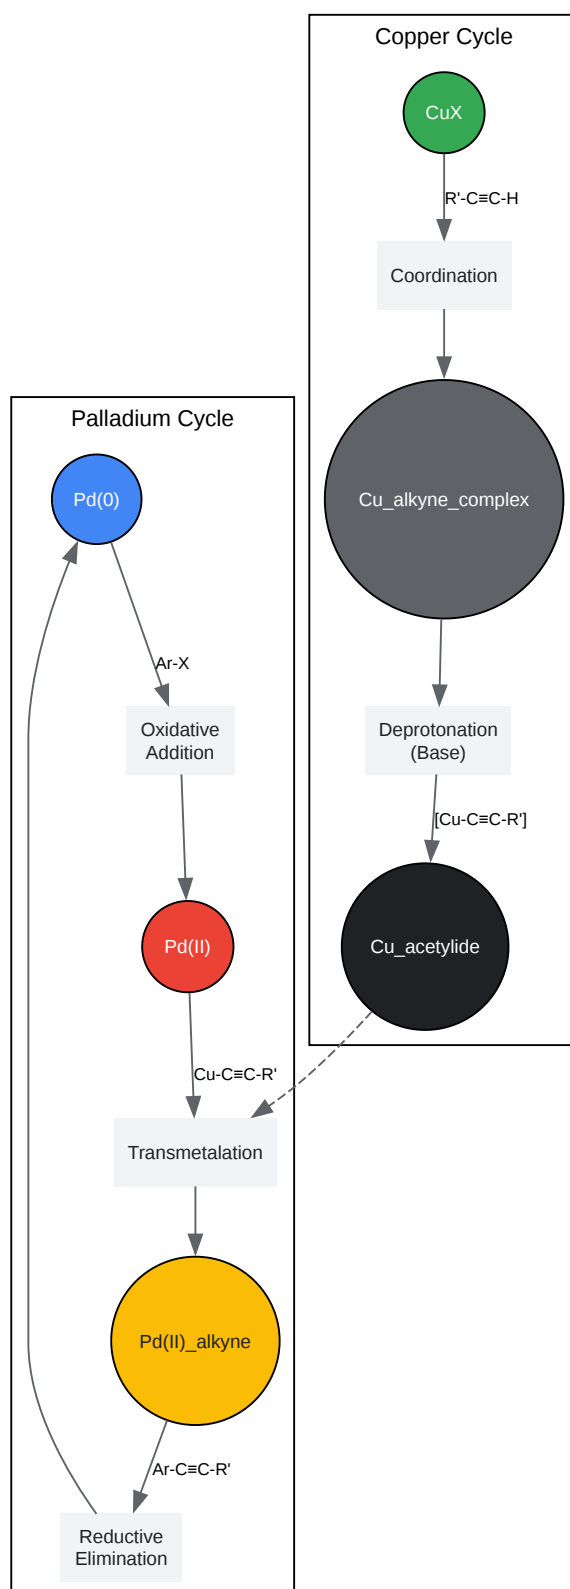 Copper Cycle
CuX
R'-C≡C-H
Coordination
Cu_alkyne_complex
Deprotonation
(Base)
[Cu-C≡C-R']
Cu_acetylide
Palladium Cycle
Pd(0)
Ar-X
Oxidative
Addition
Pd(II)
Cu-C≡C-R'
Transmetalation
Pd(II)_alkyne
Ar-C≡C-R'
Reductive
Elimination